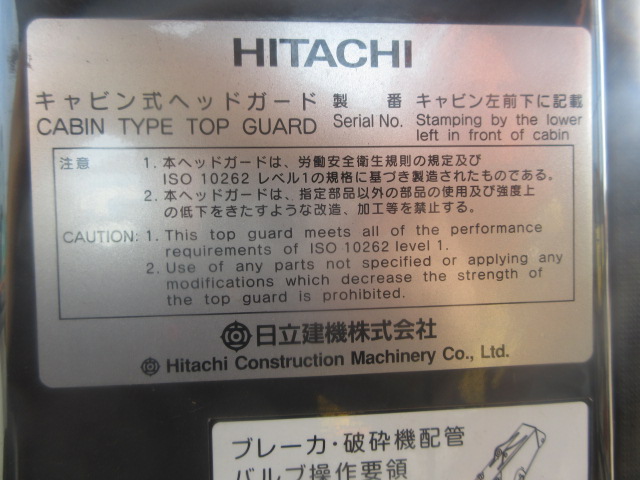 HITACHI
キャビン式ヘッドガード 製 番 キャビン左前下に記載
CABIN TYPE TOP GUARD Serial No. Stamping by the lower
left in front of cabin
注意 1. 本ヘッドガードは、労働安全衛生規則の規定及び
ISO 10262 レベル1の規格に基づき製造されたものである。
2. 本ヘッドガードは、指定部品以外の部品の使用及び強度上
の低下をきたすような改造、加工等を禁止する。
CAUTION: 1. This top guard meets all of the performance
requirements of ISO 10262 level 1.
2. Use of any parts not specified or applying any
modifications which decrease the strength of
the top guard is prohibited.
日立建機株式会社
Hitachi Construction Machinery Co., Ltd.
ブレーカ・破砕機配管
バルブ操作要領